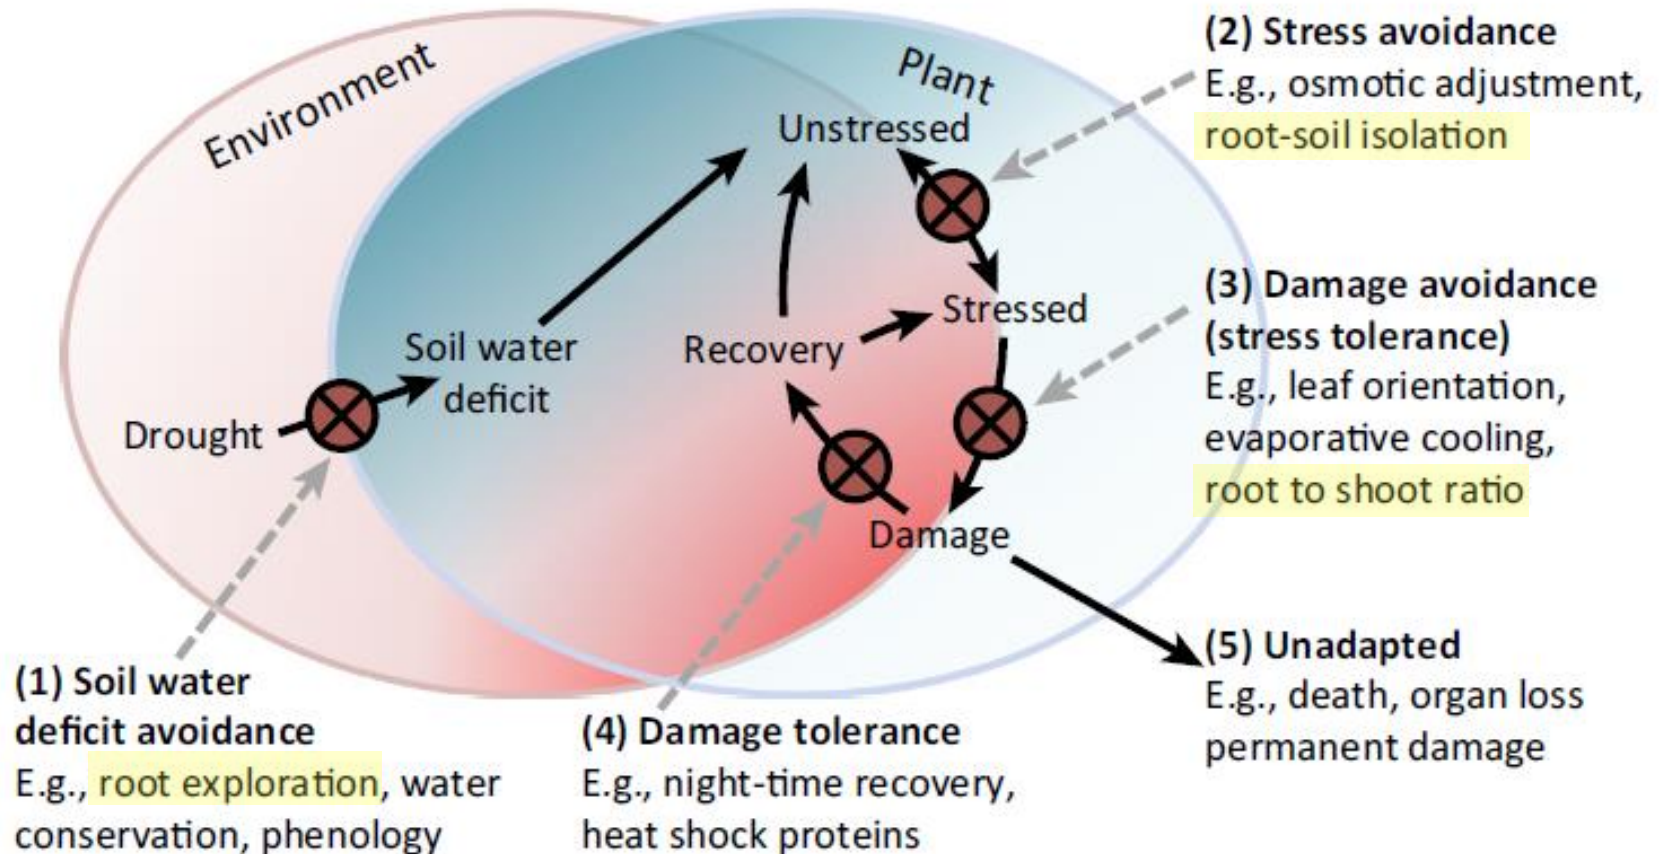 Environment
Plant
Unstressed
Stressed
Recovery
Soil water
deficit
Drought
Damage
(1) Soil water
deficit avoidance
E.g., root exploration, water
conservation, phenology
(2) Stress avoidance
E.g., osmotic adjustment,
root-soil isolation
(3) Damage avoidance
(stress tolerance)
E.g., leaf orientation,
evaporative cooling,
root to shoot ratio
(4) Damage tolerance
E.g., night-time recovery,
heat shock proteins
(5) Unadapted
E.g., death, organ loss
permanent damage